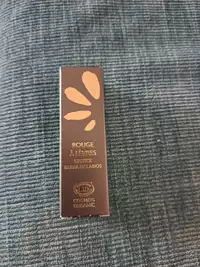 ROUGE
À LÈVRES
LIPSTICK
BARRA DE LABIOS
COSMOS
ORGANIC